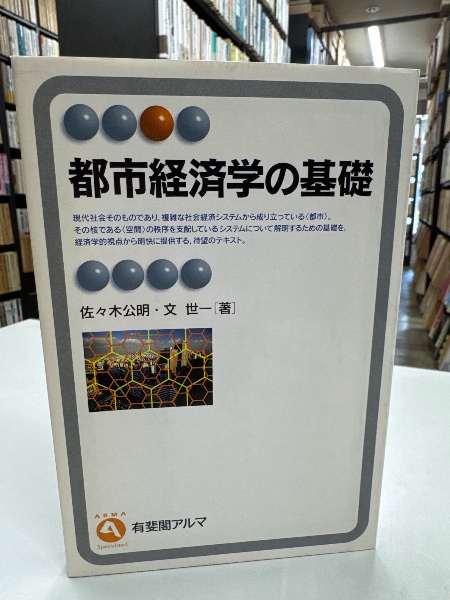 都市経済学の基礎
現代社会そのものであり、複雑な社会経済システムから成り立っている〈都市〉。
その核である〈空間〉の秩序を支配しているシステムについて解明するための基礎を、
経済学的視点から明快に提供する、待望のテキスト。
佐々木公明・文 世一[著]
ARMA
A
Specialized
有斐閣アルマ